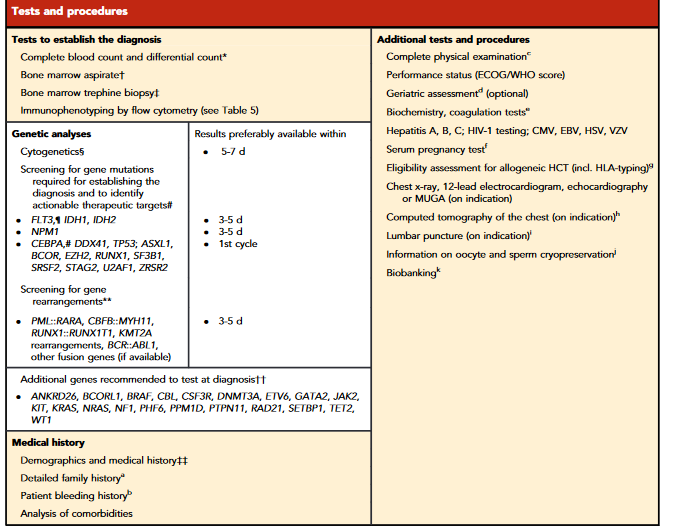 Tests and procedures
Tests to establish the diagnosis
Complete blood count and differential count*
Bone marrow aspirate†
Bone marrow trephine biopsy‡
Immunophenotyping by flow cytometry (see Table 5)
Genetic analyses
Results preferably available within
Cytogenetics§
• 5-7 d
Screening for gene mutations
required for establishing the
diagnosis and to identify
actionable therapeutic targets#
• FLT3,¶ IDH1, IDH2
• 3-5 d
• NPM1
• 3-5 d
• CEBPA,# DDX41, TP53; ASXL1,
• 1st cycle
BCOR, EZH2, RUNX1, SF3B1,
SRSF2, STAG2, U2AF1, ZRSR2
Screening for gene
rearrangements**
• PML::RARA, CBFB::MYH11,
• 3-5 d
RUNX1::RUNX1T1, KMT2A
rearrangements, BCR::ABL1,
other fusion genes (if available)
Additional genes recommended to test at diagnosis††
• ANKRD26, BCORL1, BRAF, CBL, CSF3R, DNMT3A, ETV6, GATA2, JAK2,
KIT, KRAS, NRAS, NF1, PHF6, PPM1D, PTPN11, RAD21, SETBP1, TET2,
WT1
Medical history
Demographics and medical history‡‡
Detailed family historyᵃ
Patient bleeding historyᵇ
Analysis of comorbidities
Additional tests and procedures
Complete physical examinationᶜ
Performance status (ECOG/WHO score)
Geriatric assessmentᵈ (optional)
Biochemistry, coagulation testsᵉ
Hepatitis A, B, C; HIV-1 testing; CMV, EBV, HSV, VZV
Serum pregnancy testᶠ
Eligibility assessment for allogeneic HCT (incl. HLA-typing)ᵍ
Chest x-ray, 12-lead electrocardiogram, echocardiography
or MUGA (on indication)
Computed tomography of the chest (on indication)ʰ
Lumbar puncture (on indication)ⁱ
Information on oocyte and sperm cryopreservationʲ
Biobankingᵏ